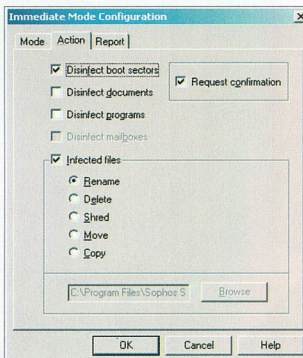 Immediate Mode Configuration
Mode Action Report
Disinfect boot sectors
Request confirmation
Disinfect documents
Disinfect programs
Disinfect mailboxes
Infected files
Rename
Delete
Shred
Move
Copy
C:\Program Files\Sophos S
Browse
OK Cancel Help